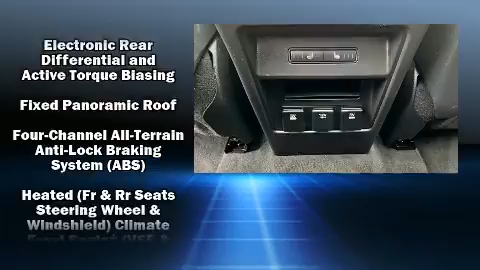 Electronic Rear
Differential and
Active Torque Biasing
Fixed Panoramic Roof
Four-Channel All-Terrain
Anti-Lock Braking
System (ABS)
Heated (Fr & Rr Seats
Steering Wheel &
Windshield) Climate